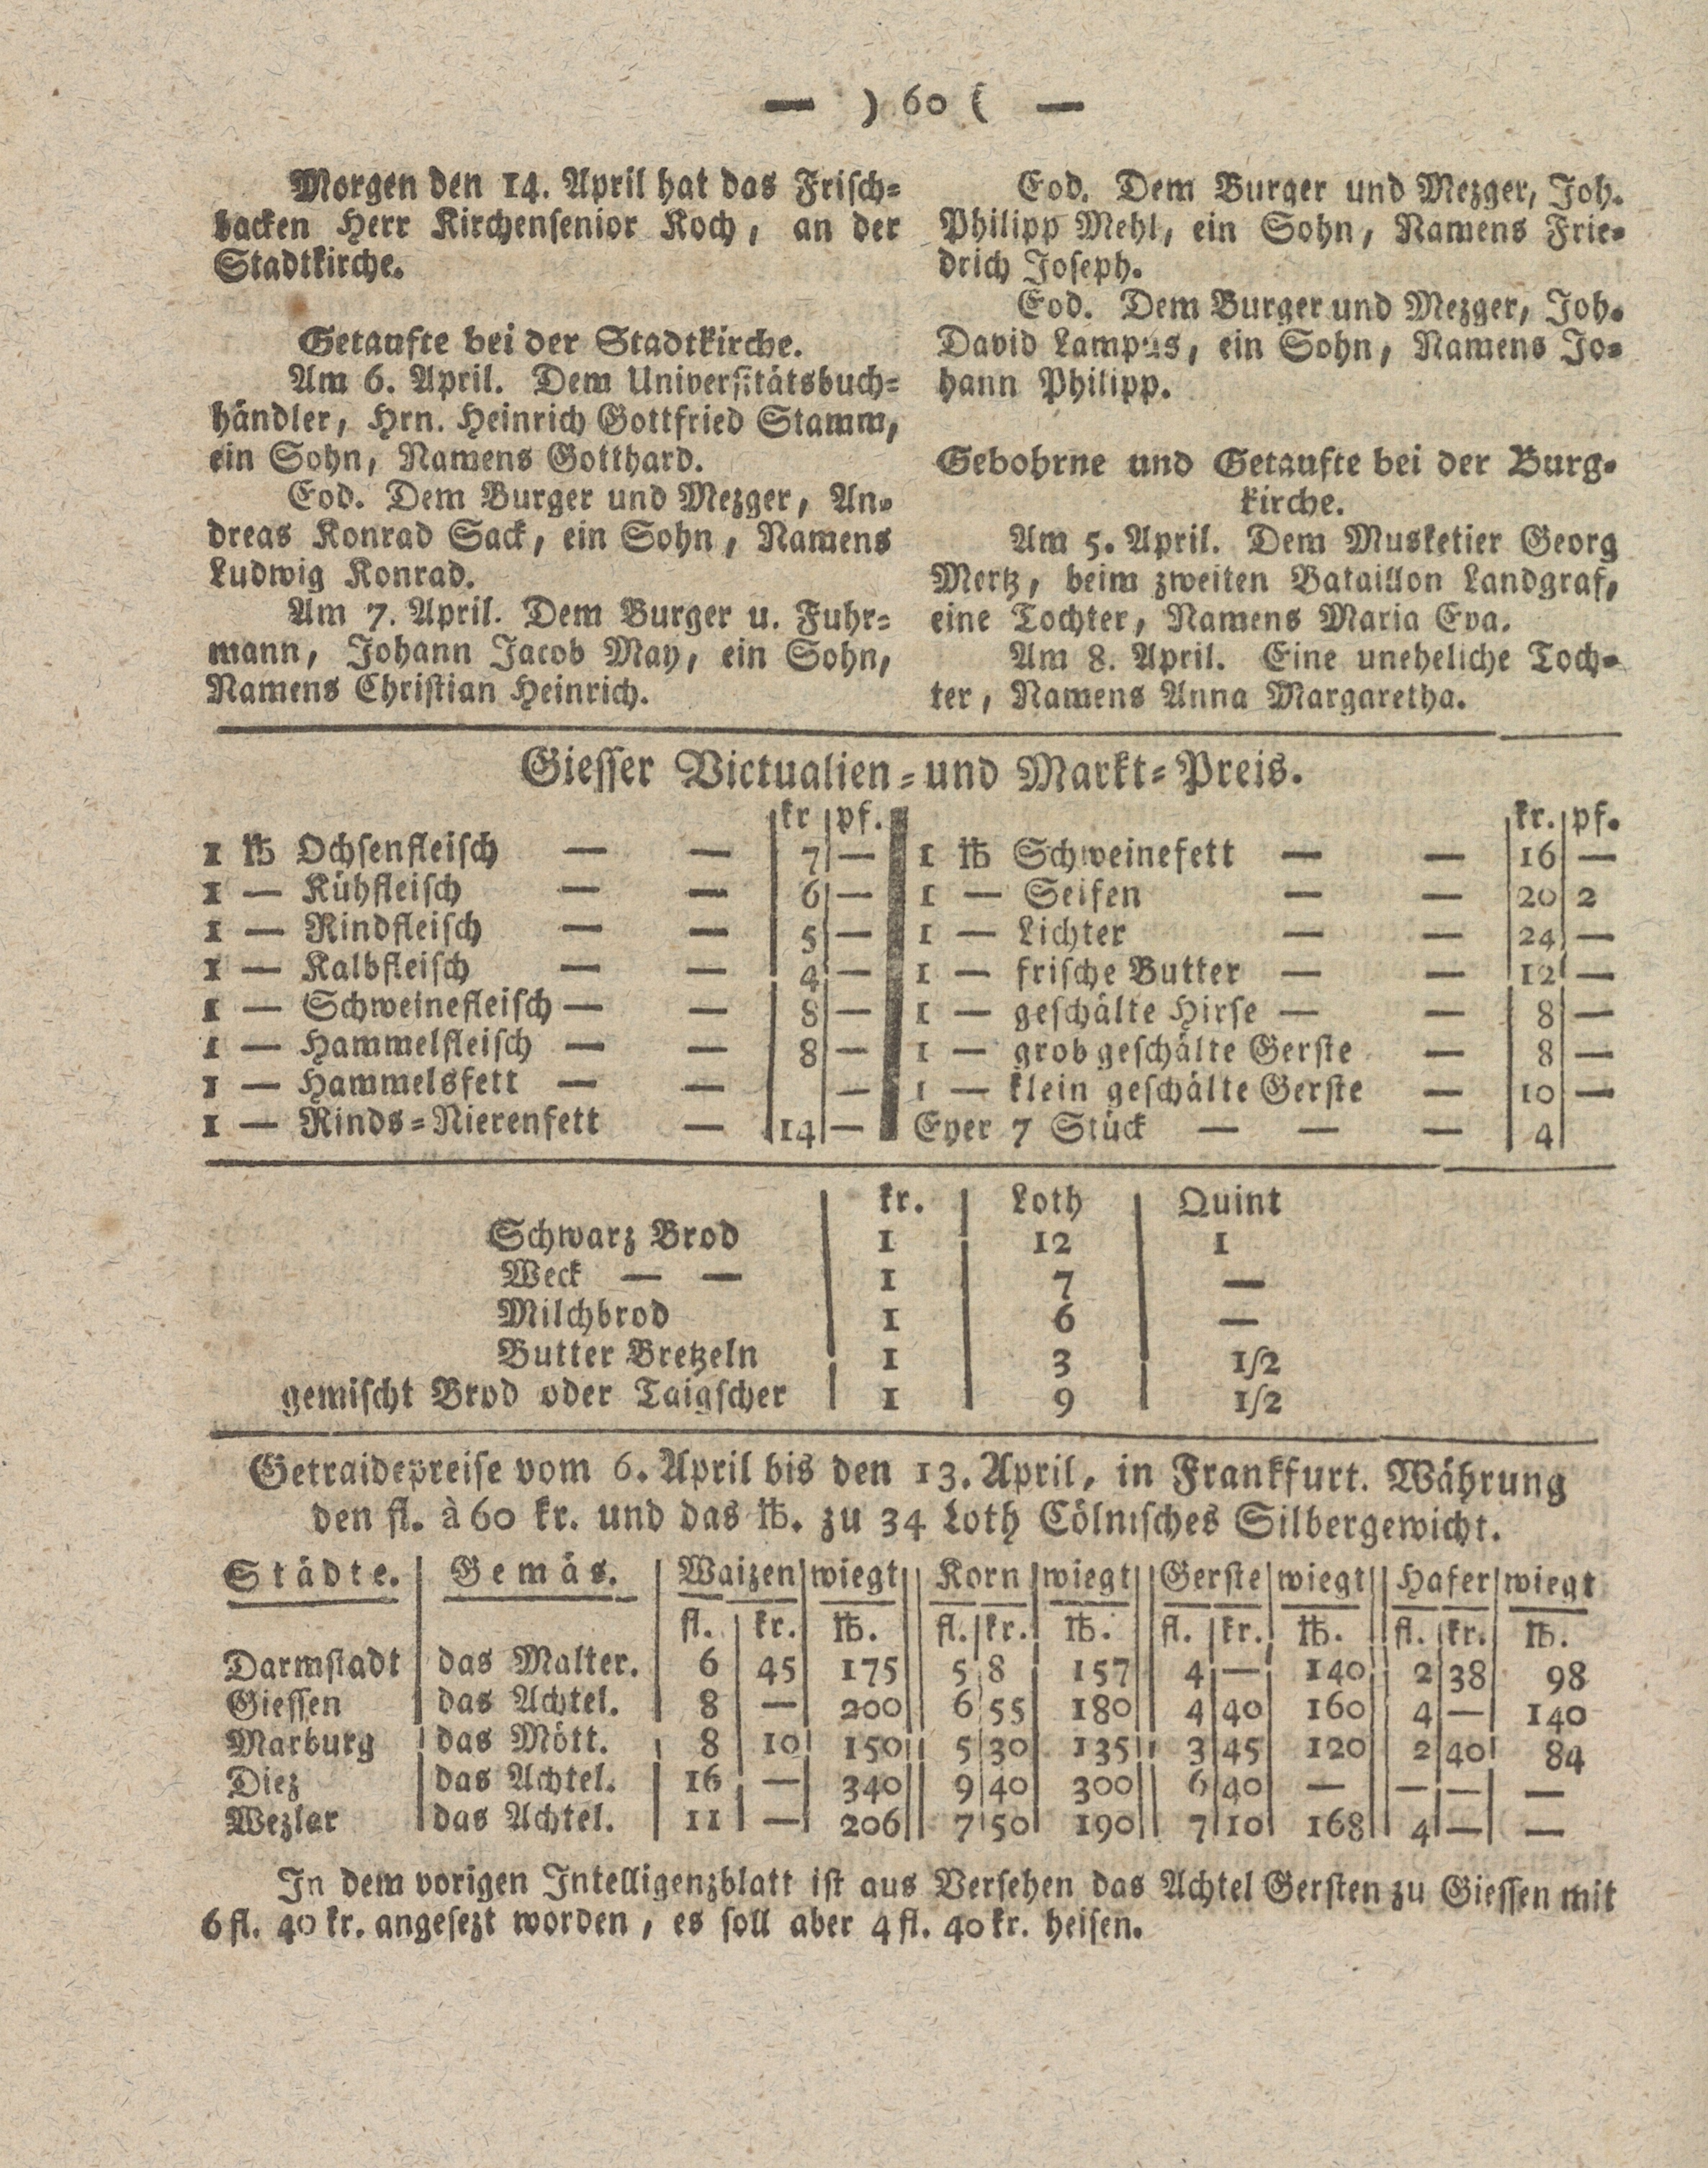 — ) 60 ( —
Morgen den 14. April hat das Frisch-
backen Herr Kirchensenior Koch, an der
Stadtkirche.
Getaufte bei der Stadtkirche.
Am 6. April. Dem Universitätsbuch-
händler, Hrn. Heinrich Gottfried Stamm,
ein Sohn, Namens Gotthard.
Eod. Dem Burger und Mezger, An-
dreas Konrad Sack, ein Sohn, Namens
Ludwig Konrad.
Am 7. April. Dem Burger u. Fuhr-
mann, Johann Jacob May, ein Sohn,
Namens Christian Heinrich.
Eod. Dem Burger und Mezger, Joh.
Philipp Mehl, ein Sohn, Namens Frie-
drich Joseph.
Eod. Dem Burger und Mezger, Joh.
David Lampus, ein Sohn, Namens Jo-
hann Philipp.
Gebohrne und Getaufte bei der Burg-
kirche.
Am 5. April. Dem Musketier Georg
Mertz, beim zweiten Bataillon Landgraf,
eine Tochter, Namens Maria Eva.
Am 8. April. Eine uneheliche Toch-
ter, Namens Anna Margaretha.
Giesser Victualien- und Markt-Preis.
kr pf.
1 ℔ Ochsenfleisch — — 7 —
1 — Kühfleisch — — 6 —
1 — Rindfleisch — — 5 —
1 — Kalbfleisch — — 4 —
1 — Schweinefleisch — — 8 —
1 — Hammelfleisch — — 8 —
1 — Hammelsfett — — —
1 — Rinds-Nierenfett — 14 —
kr. pf.
1 ℔ Schweinefett — — 16 —
1 — Seifen — — 20 2
1 — Lichter — — 24 —
1 — frische Butter — — 12 —
1 — geschälte Hirse — — 8 —
1 — grob geschälte Gerste — 8 —
1 — klein geschälte Gerste — 10 —
Eyer 7 Stück — — — 4
kr. Loth Quint
Schwarz Brod 1 12 1
Weck — — 1 7 —
Milchbrod 1 6 —
Butter Bretzeln 1 3 1/2
gemischt Brod oder Taigscher 1 9 1/2
Getraidepreise vom 6. April bis den 13. April, in Frankfurt. Währung
den fl. à 60 kr. und das ℔. zu 34 Loth Cölnisches Silbergewicht.
Städte. Gemäs. Waizen wiegt Korn wiegt Gerste wiegt Hafer wiegt
fl. kr. ℔. fl. kr. ℔. fl. kr. ℔. fl. kr. ℔.
Darmstadt das Malter. 6 45 175 5 8 157 4 — 140 2 38 98
Giessen das Achtel. 8 — 200 6 55 180 4 40 160 4 — 140
Marburg das Mött. 8 10 150 5 30 135 3 45 120 2 40 84
Diez das Achtel. 16 — 340 9 40 300 6 40 — — — —
Wezlar das Achtel. 11 — 206 7 50 190 7 10 168 4 — —
In dem vorigen Intelligenzblatt ist aus Versehen das Achtel Gersten zu Giessen mit
6 fl. 40 kr. angesezt worden, es soll aber 4 fl. 40 kr. heisen.